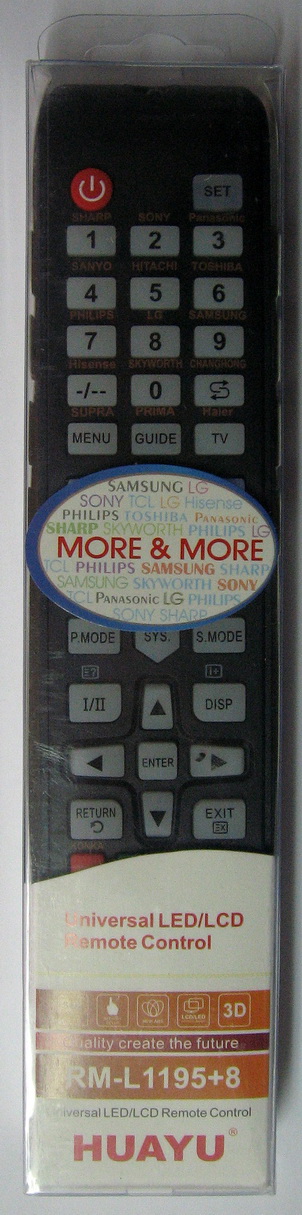 SET
SHARP SONY Panasonic
1 2 3
SANYO HITACHI TOSHIBA
4 5 6
PHILIPS LG SAMSUNG
7 8 9
Hisense SKYWORTH CHANGHONG
-/-- 0
SUPRA PRIMA Haier
MENU GUIDE TV
SAMSUNG LG
SONY TCL LG Hisense
PHILIPS TOSHIBA Panasonic
SHARP SKYWORTH PHILIPS LG
MORE & MORE
TCL PHILIPS SAMSUNG SHARP
SAMSUNG SKYWORTH SONY
TCL Panasonic LG PHILIPS
SONY SHARP
P.MODE SYS. S.MODE
I/II DISP
ENTER
RETURN EXIT
KONKA
Universal LED/LCD
Remote Control
LCD/LED 3D
uality create the future
RM-L1195+8
Universal LED/LCD Remote Control
HUAYU®